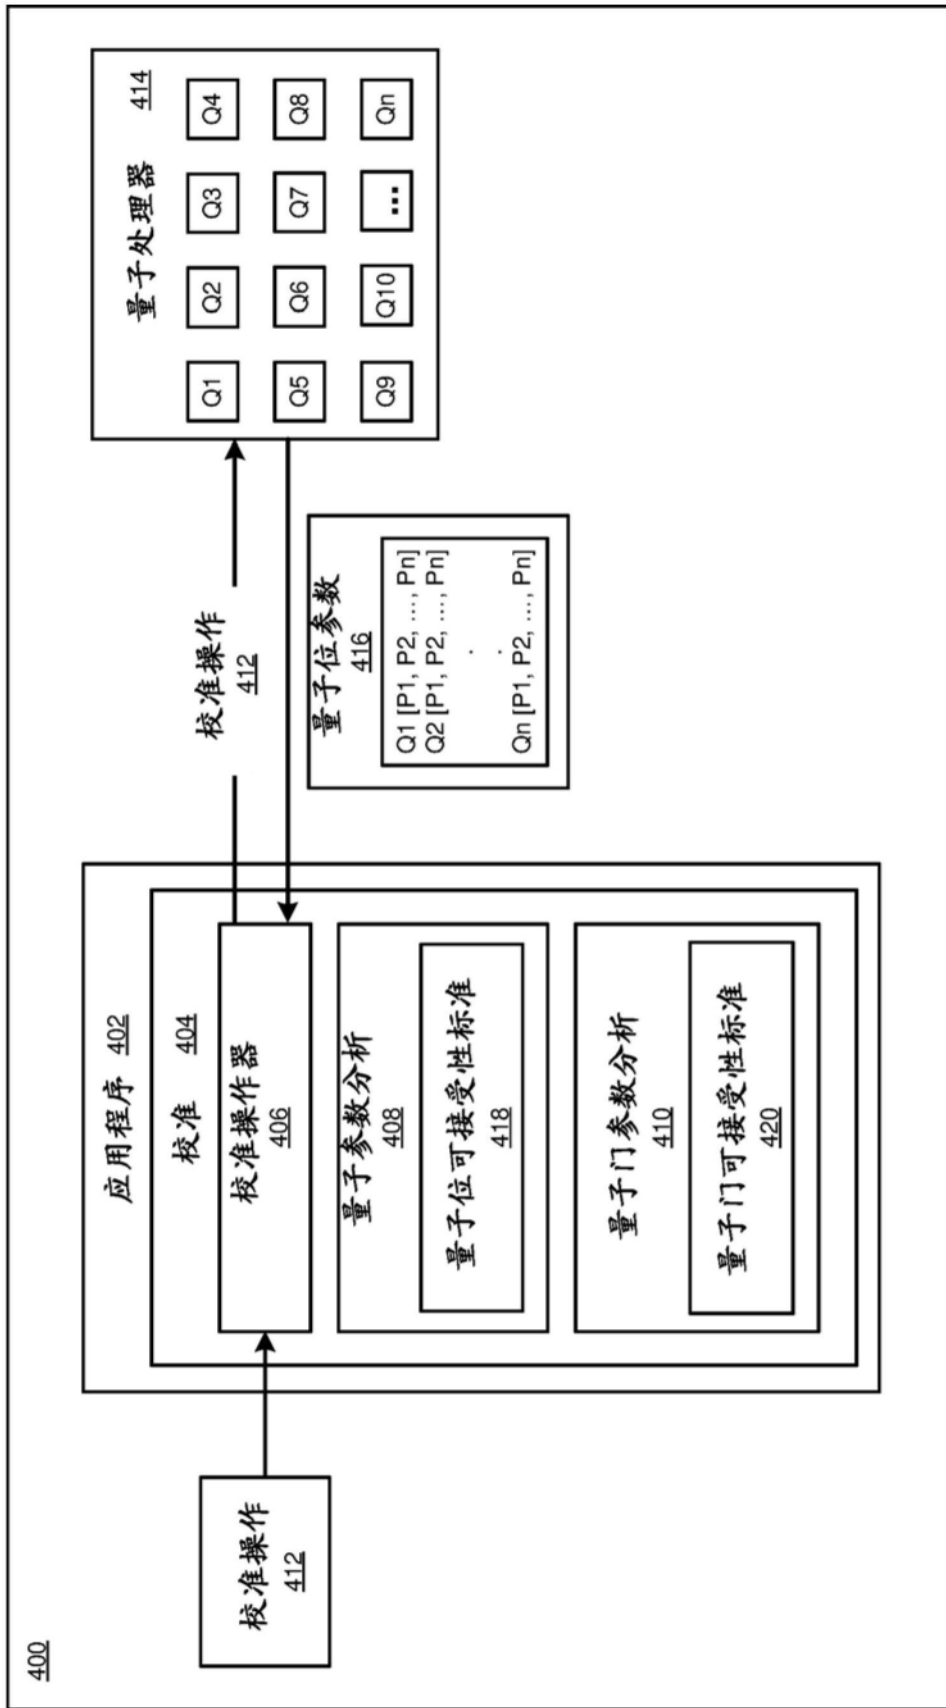 400
校准操作
412
应用程序 402
校准 404
校准操作器
406
量子参数分析
408
量子位可接受性标准
418
量子门参数分析
410
量子门可接受性标准
420
校准操作
412
量子位参数
416
Q1 [P1, P2, ..., Pn]
Q2 [P1, P2, ..., Pn]
.
.
Qn [P1, P2, ..., Pn]
量子处理器 414
Q1 Q2 Q3 Q4
Q5 Q6 Q7 Q8
Q9 Q10 ... Qn